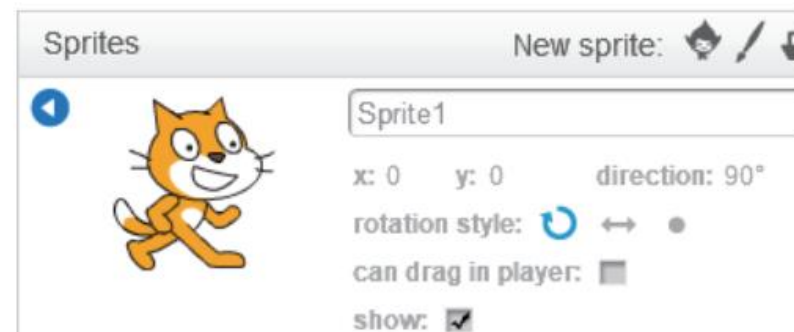 Sprites New sprite:
Sprite1
x: 0 y: 0 direction: 90°
rotation style:
can drag in player:
show: